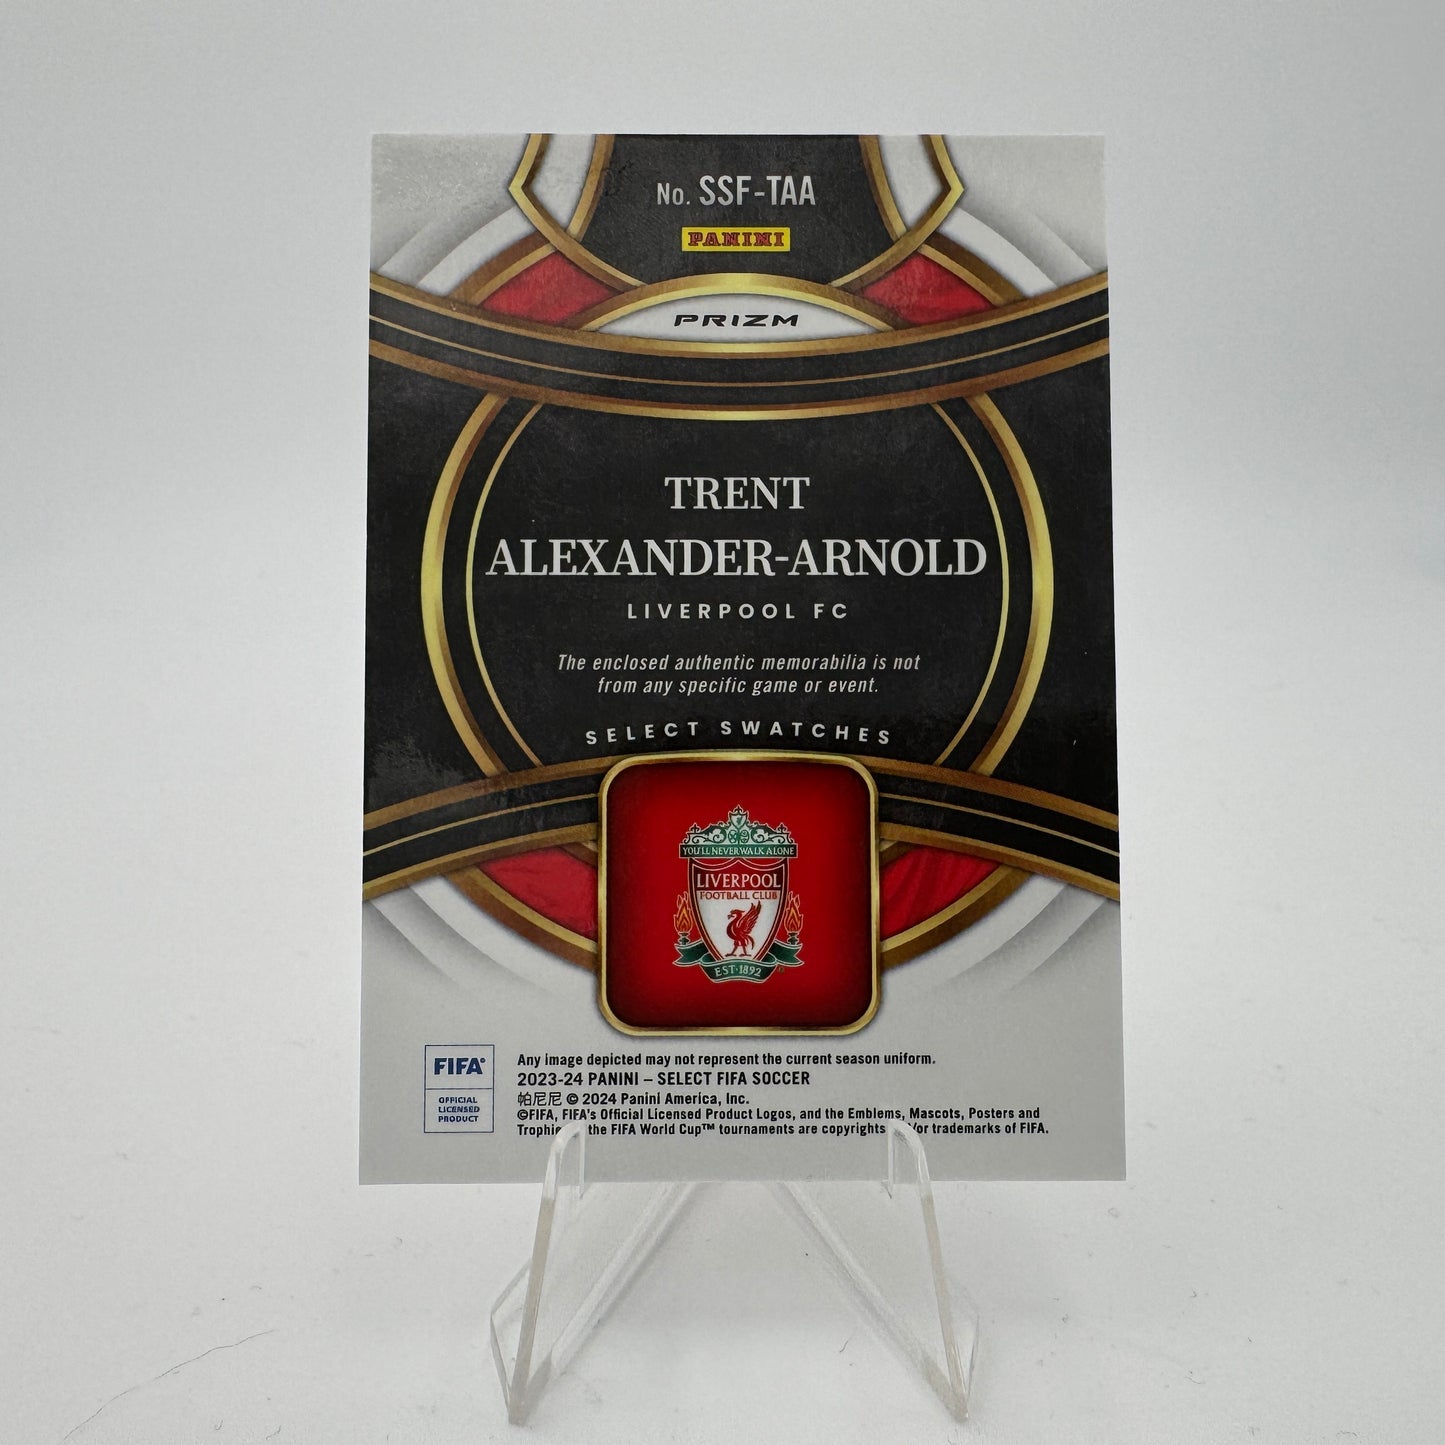 No. SSF-TAA
PANINI
PRIZM
TRENT
ALEXANDER-ARNOLD
LIVERPOOL FC
The enclosed authentic memorabilia is not
from any specific game or event.
SELECT SWATCHES
YOU'LL NEVER WALK ALONE
LIVERPOOL
FOOTBALL CLUB
EST·1892
FIFA®
OFFICIAL
LICENSED
PRODUCT
Any image depicted may not represent the current season uniform.
2023-24 PANINI – SELECT FIFA SOCCER
帕尼尼 © 2024 Panini America, Inc.
©FIFA, FIFA's Official Licensed Product Logos, and the Emblems, Mascots, Posters and
the FIFA World Cup™ tournaments are copyrights /or trademarks of FIFA.